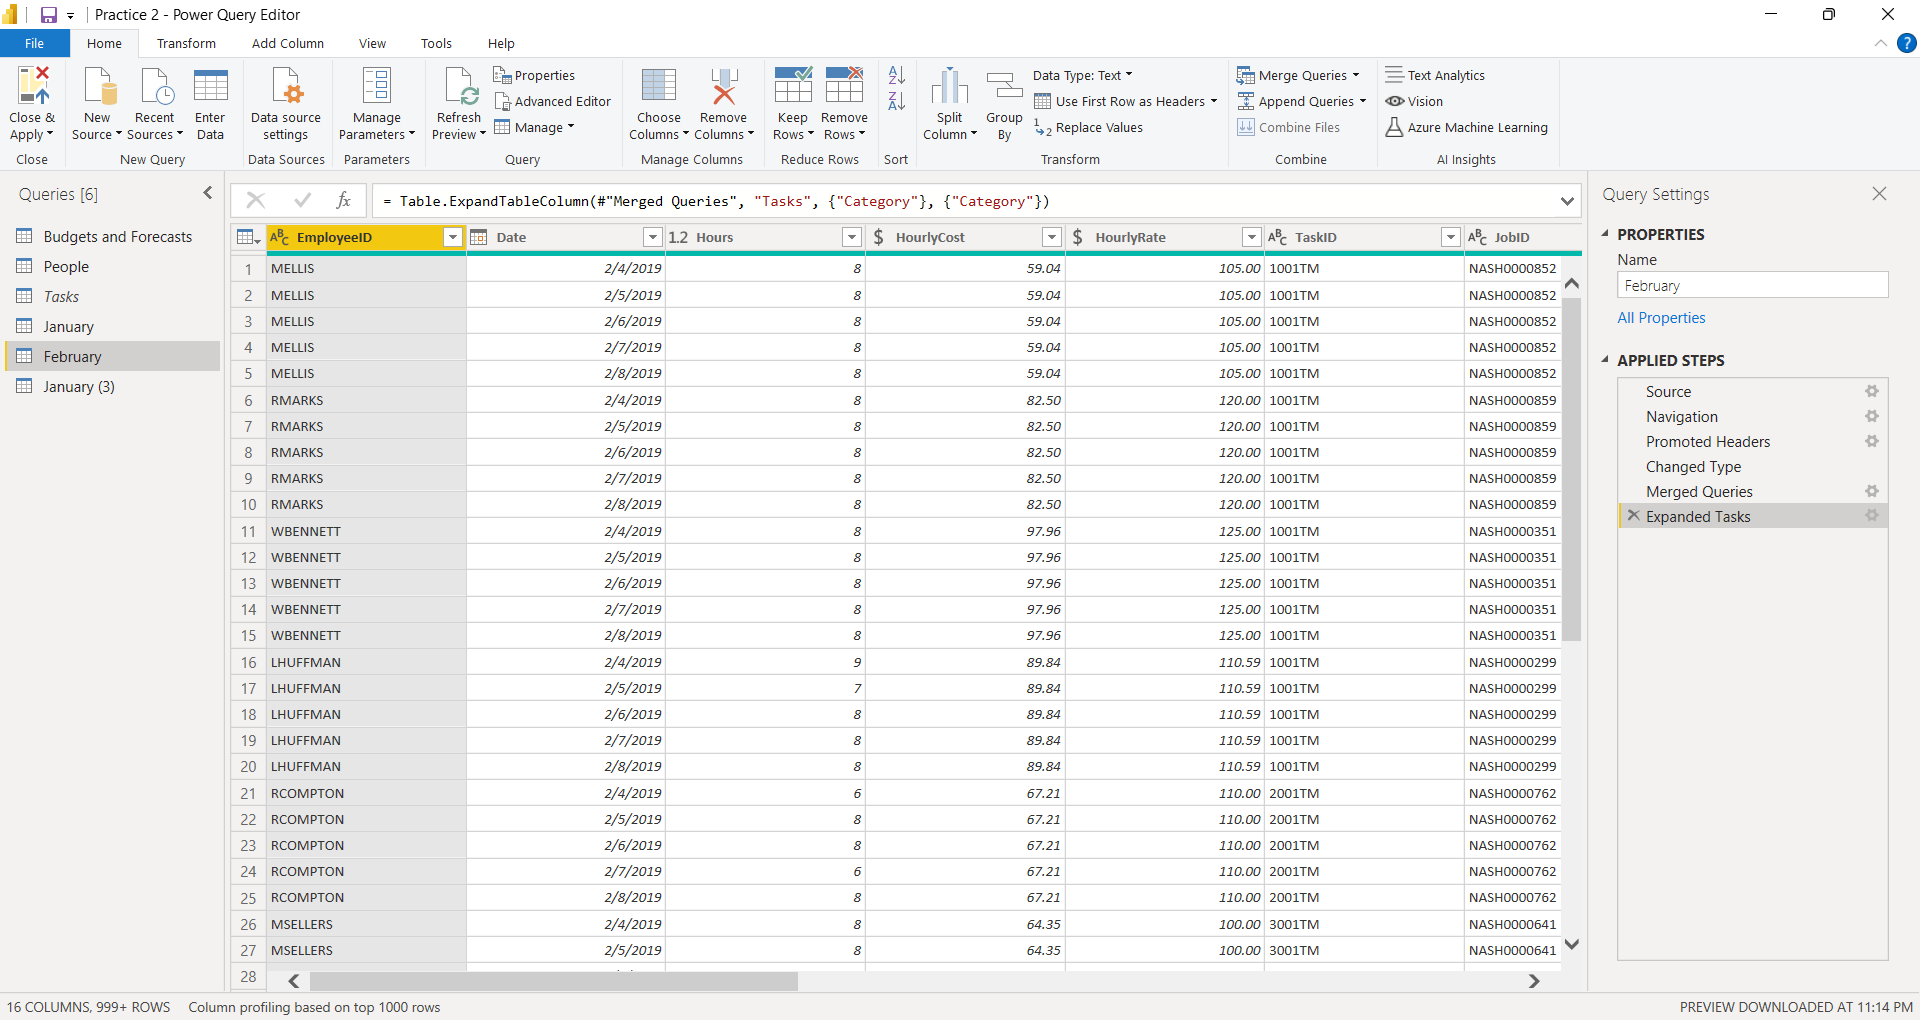 Practice 2 - Power Query Editor
File Home Transform Add Column View Tools Help
Close & Apply
Close
New Source
Recent Sources
Enter Data
New Query
Data source settings
Data Sources
Manage Parameters
Parameters
Refresh Preview
Properties
Advanced Editor
Manage
Query
Choose Columns
Remove Columns
Manage Columns
Keep Rows
Remove Rows
Reduce Rows
Sort
Split Column
Group By
Data Type: Text
Use First Row as Headers
Replace Values
Transform
Merge Queries
Append Queries
Combine Files
Combine
Text Analytics
Vision
Azure Machine Learning
AI Insights
Queries [6]
Budgets and Forecasts
People
Tasks
January
February
January (3)
fx = Table.ExpandTableColumn(#"Merged Queries", "Tasks", {"Category"}, {"Category"})
ABC EmployeeID Date 1.2 Hours $ HourlyCost $ HourlyRate ABC TaskID ABC JobID
1 MELLIS 2/4/2019 8 59.04 105.00 1001TM NASH0000852
2 MELLIS 2/5/2019 8 59.04 105.00 1001TM NASH0000852
3 MELLIS 2/6/2019 8 59.04 105.00 1001TM NASH0000852
4 MELLIS 2/7/2019 8 59.04 105.00 1001TM NASH0000852
5 MELLIS 2/8/2019 8 59.04 105.00 1001TM NASH0000852
6 RMARKS 2/4/2019 8 82.50 120.00 1001TM NASH0000859
7 RMARKS 2/5/2019 8 82.50 120.00 1001TM NASH0000859
8 RMARKS 2/6/2019 8 82.50 120.00 1001TM NASH0000859
9 RMARKS 2/7/2019 8 82.50 120.00 1001TM NASH0000859
10 RMARKS 2/8/2019 8 82.50 120.00 1001TM NASH0000859
11 WBENNETT 2/4/2019 8 97.96 125.00 1001TM NASH0000351
12 WBENNETT 2/5/2019 8 97.96 125.00 1001TM NASH0000351
13 WBENNETT 2/6/2019 8 97.96 125.00 1001TM NASH0000351
14 WBENNETT 2/7/2019 8 97.96 125.00 1001TM NASH0000351
15 WBENNETT 2/8/2019 8 97.96 125.00 1001TM NASH0000351
16 LHUFFMAN 2/4/2019 9 89.84 110.59 1001TM NASH0000299
17 LHUFFMAN 2/5/2019 7 89.84 110.59 1001TM NASH0000299
18 LHUFFMAN 2/6/2019 8 89.84 110.59 1001TM NASH0000299
19 LHUFFMAN 2/7/2019 8 89.84 110.59 1001TM NASH0000299
20 LHUFFMAN 2/8/2019 8 89.84 110.59 1001TM NASH0000299
21 RCOMPTON 2/4/2019 6 67.21 110.00 2001TM NASH0000762
22 RCOMPTON 2/5/2019 8 67.21 110.00 2001TM NASH0000762
23 RCOMPTON 2/6/2019 8 67.21 110.00 2001TM NASH0000762
24 RCOMPTON 2/7/2019 6 67.21 110.00 2001TM NASH0000762
25 RCOMPTON 2/8/2019 8 67.21 110.00 2001TM NASH0000762
26 MSELLERS 2/4/2019 8 64.35 100.00 3001TM NASH0000641
27 MSELLERS 2/5/2019 8 64.35 100.00 3001TM NASH0000641
28
Query Settings
PROPERTIES
Name
February
All Properties
APPLIED STEPS
Source
Navigation
Promoted Headers
Changed Type
Merged Queries
Expanded Tasks
16 COLUMNS, 999+ ROWS Column profiling based on top 1000 rows PREVIEW DOWNLOADED AT 11:14 PM